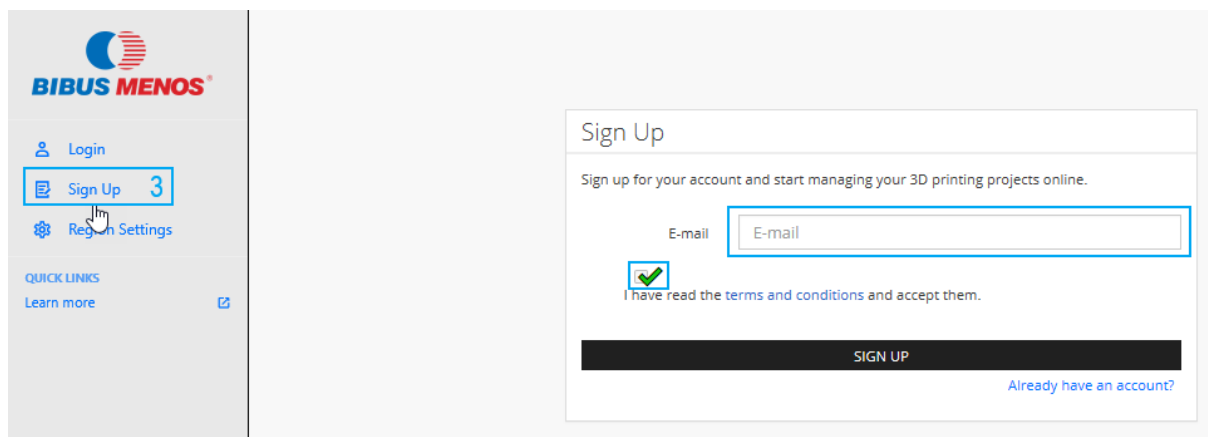 BIBUS MENOS®
Login
Sign Up 3
Region Settings
QUICK LINKS
Learn more
Sign Up
Sign up for your account and start managing your 3D printing projects online.
E-mail
E-mail
I have read the terms and conditions and accept them.
SIGN UP
Already have an account?